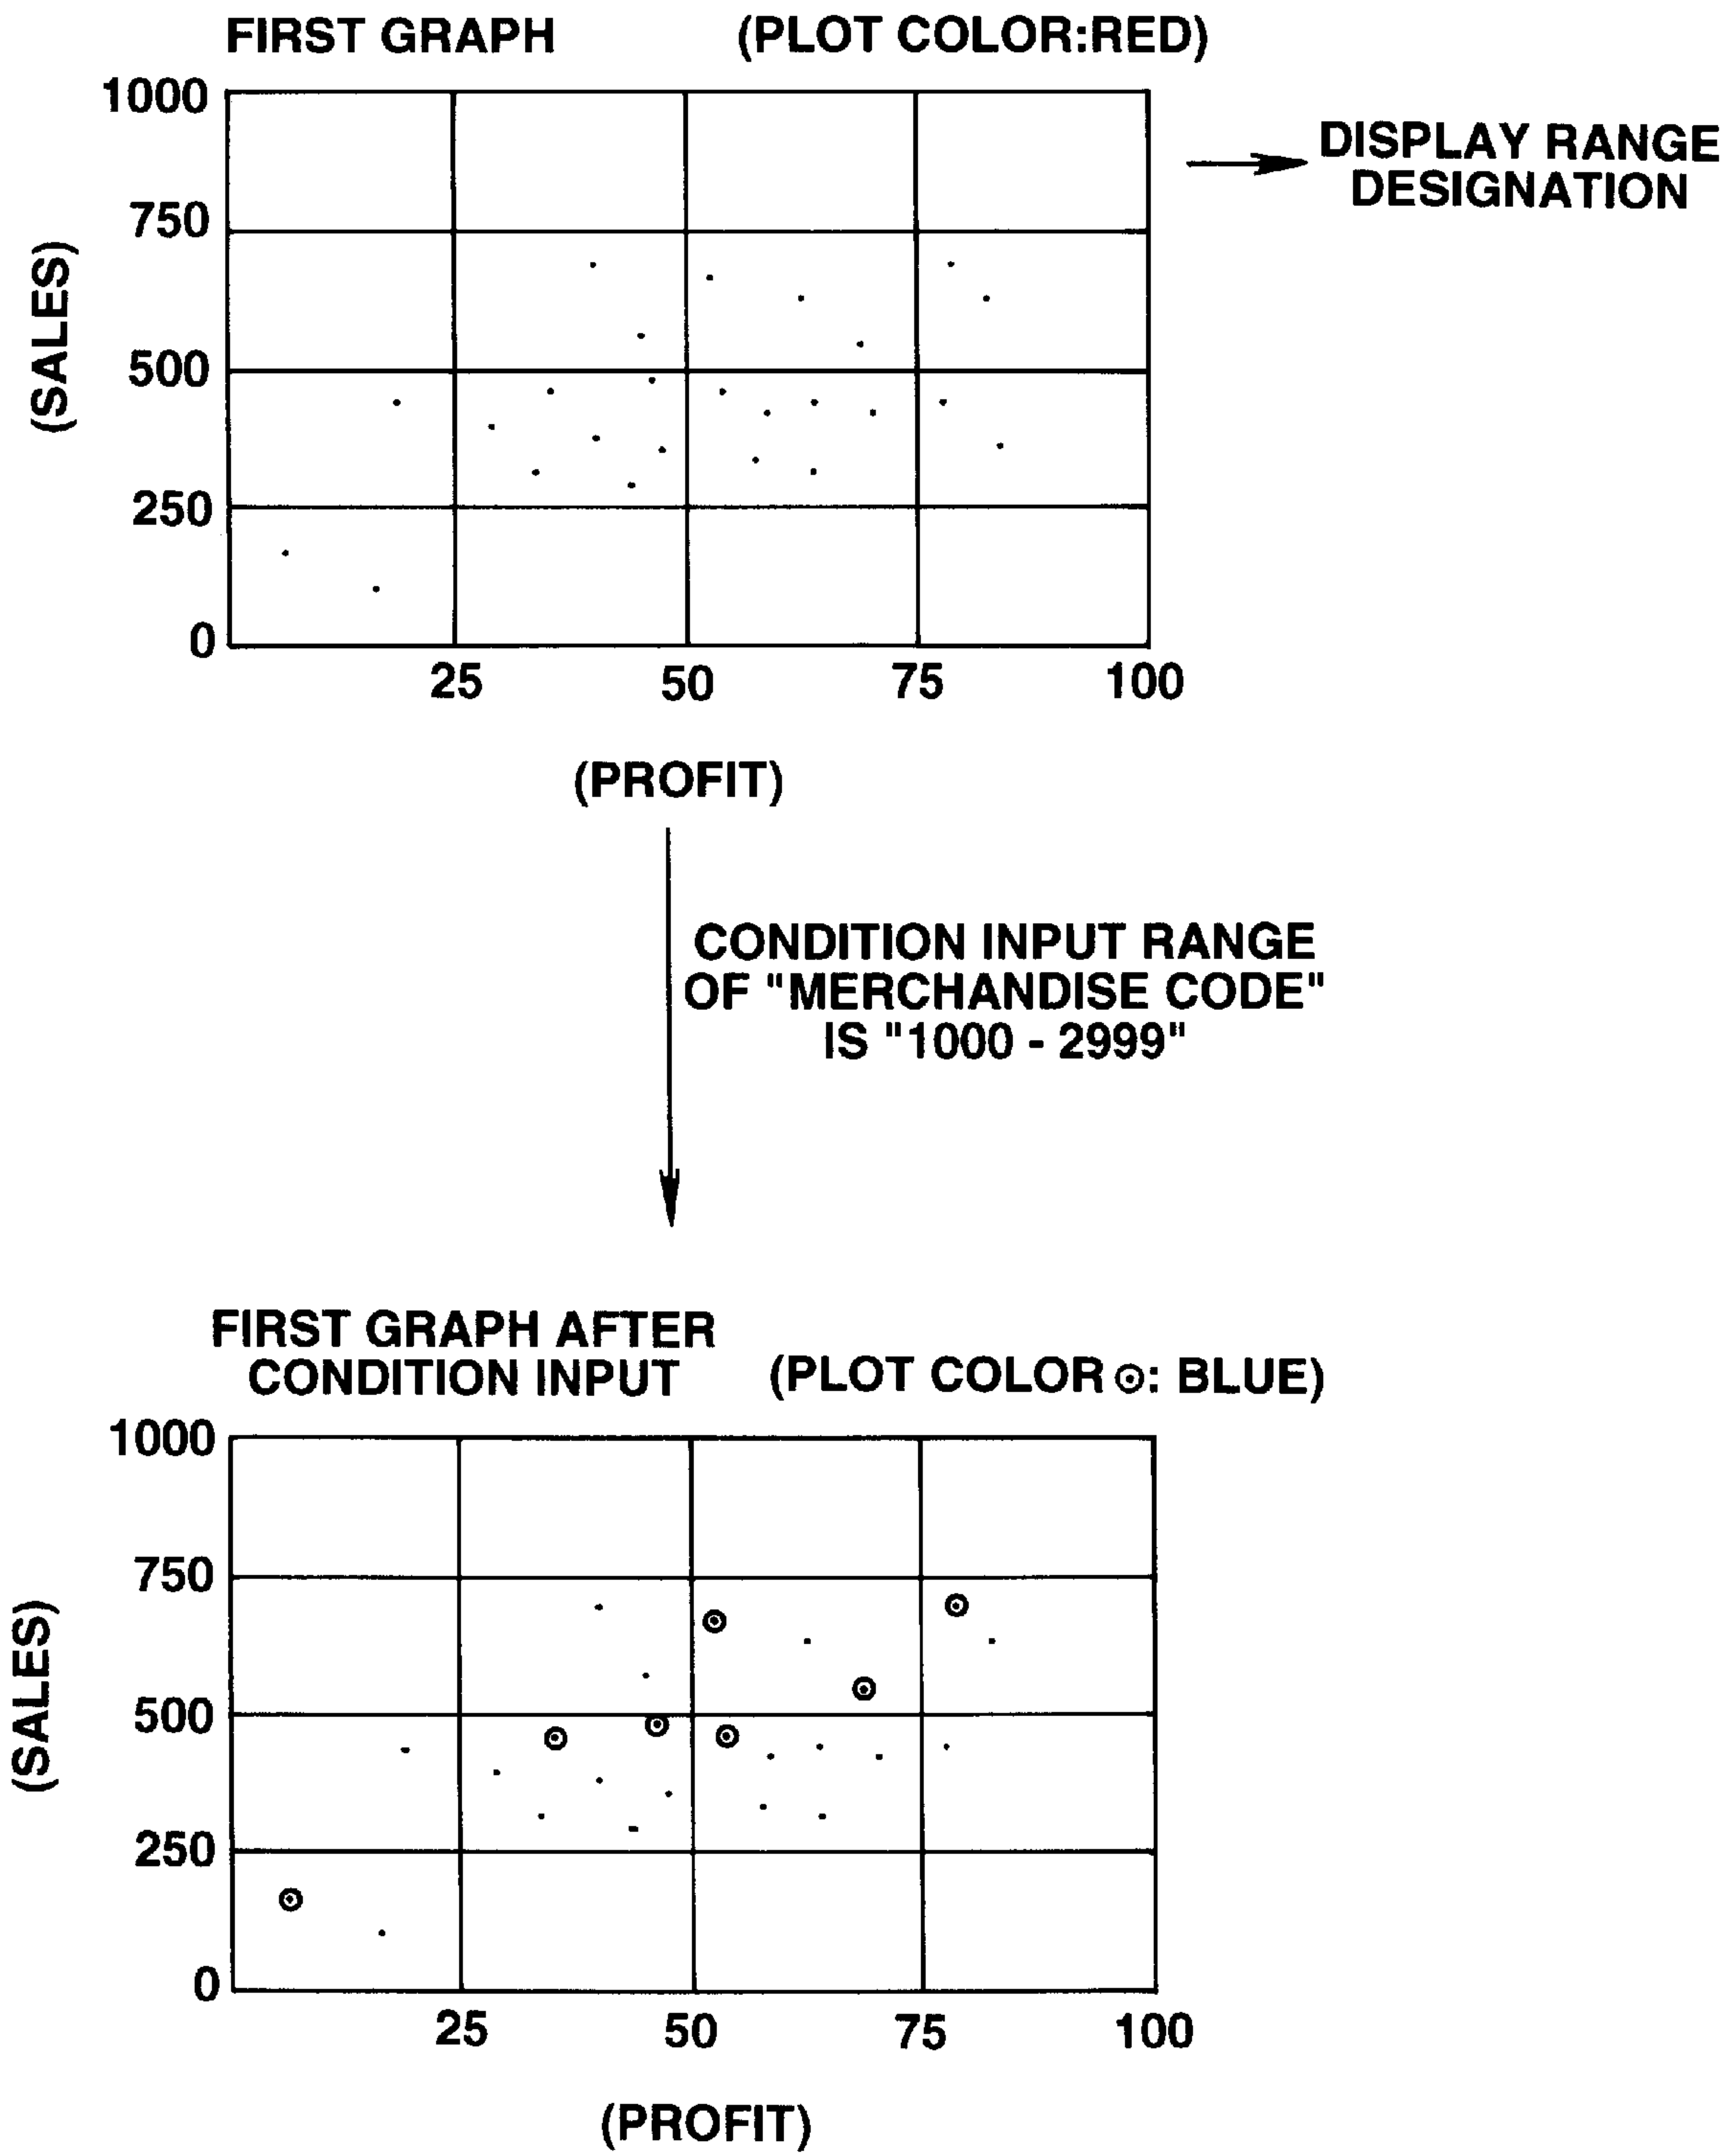 FIRST GRAPH (PLOT COLOR:RED)
1000
750
500
250
0
(SALES)
25 50 75 100
(PROFIT)
DISPLAY RANGE
DESIGNATION
CONDITION INPUT RANGE
OF "MERCHANDISE CODE"
IS "1000 - 2999"
FIRST GRAPH AFTER
CONDITION INPUT
(PLOT COLOR ⊙: BLUE)
1000
750
500
250
0
(SALES)
25 50 75 100
(PROFIT)